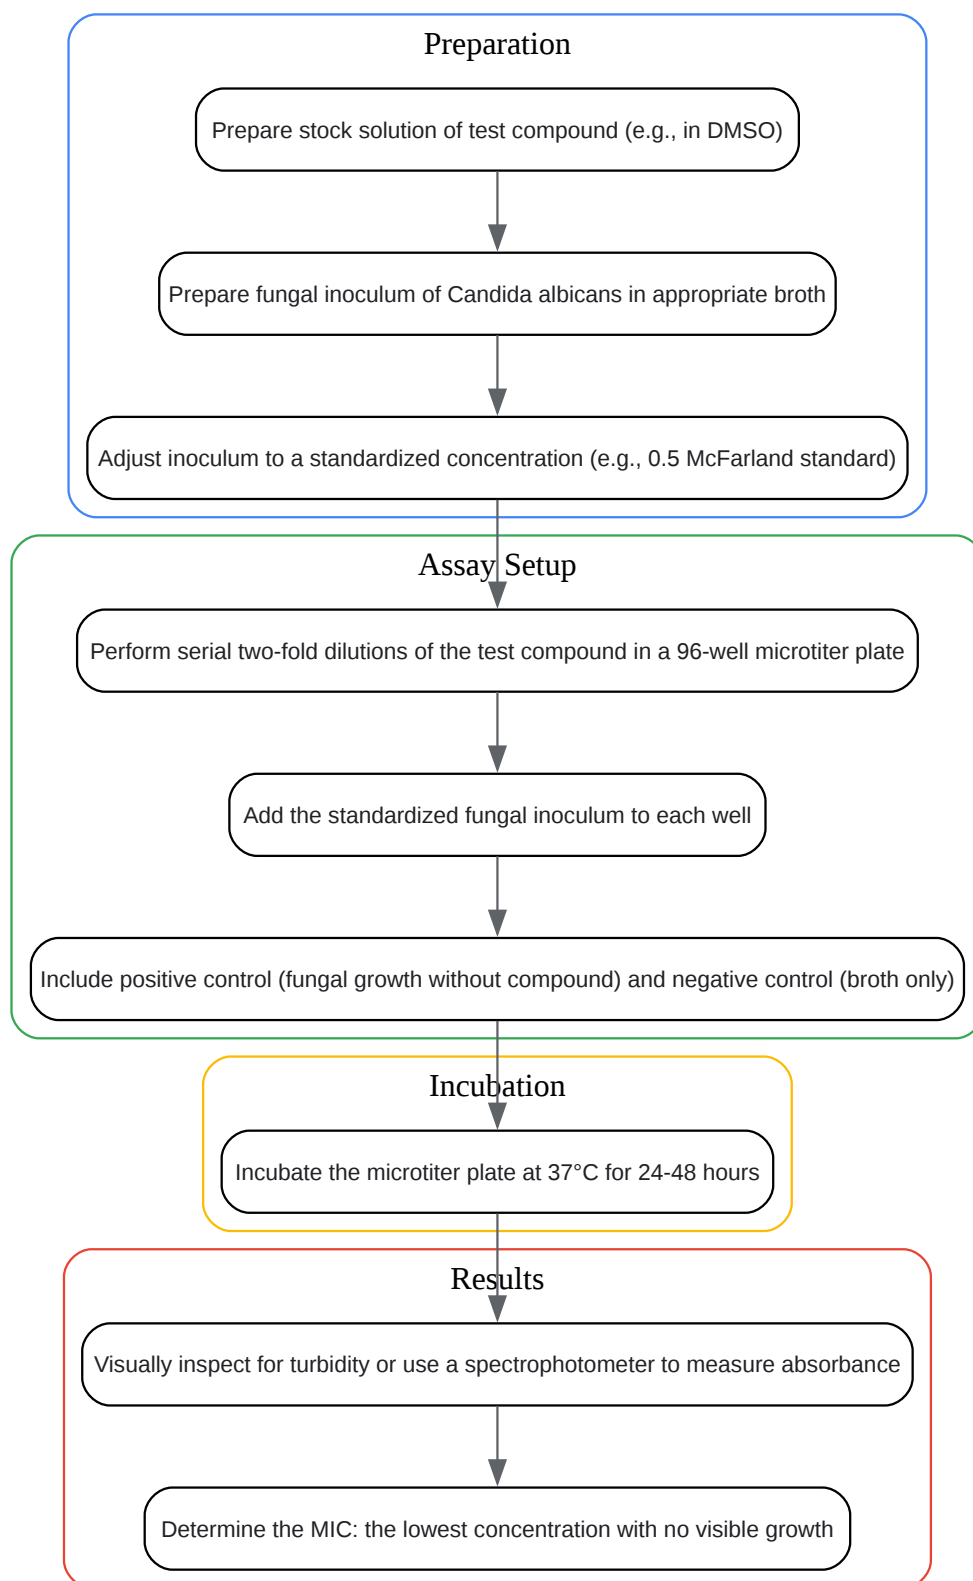 Preparation
Prepare stock solution of test compound (e.g., in DMSO)
Prepare fungal inoculum of Candida albicans in appropriate broth
Adjust inoculum to a standardized concentration (e.g., 0.5 McFarland standard)
Assay Setup
Perform serial two-fold dilutions of the test compound in a 96-well microtiter plate
Add the standardized fungal inoculum to each well
Include positive control (fungal growth without compound) and negative control (broth only)
Incubation
Incubate the microtiter plate at 37°C for 24-48 hours
Results
Visually inspect for turbidity or use a spectrophotometer to measure absorbance
Determine the MIC: the lowest concentration with no visible growth